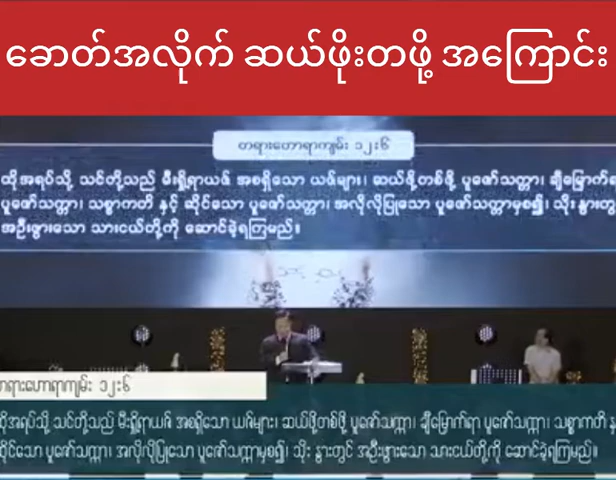 ခေတ်အလိုက် ဆယ်ဖိုးတဖို့ အကြောင်း
တရားဟောရာကျမ်း ၁၂:၆
ထိုအရပ်သို့ သင်တို့သည် မီးရှို့ရာယဇ် အစရှိသော ယဇ်များ၊ ဆယ်ဖို့တစ်ဖို့ ပူဇော်သက္ကာ၊ ချီမြှောက်ရာ
ပူဇော်သက္ကာ၊ သစ္စာကတိ နှင့် ဆိုင်သော ပူဇော်သက္ကာ၊ အလိုလိုပြုသော ပူဇော်သက္ကာမှစ၍၊ သိုး နွားတွင်
အဦးဖွားသော သားငယ်တို့ကို ဆောင်ခဲ့ရကြမည်။
တရားဟောရာကျမ်း ၁၂:၆
ထိုအရပ်သို့ သင်တို့သည် မီးရှို့ရာယဇ် အစရှိသော ယဇ်များ၊ ဆယ်ဖို့တစ်ဖို့ ပူဇော်သက္ကာ၊ ချီမြှောက်ရာ ပူဇော်သက္ကာ၊ သစ္စာကတိ နှင့်
ဆိုင်သော ပူဇော်သက္ကာ၊ အလိုလိုပြုသော ပူဇော်သက္ကာမှစ၍၊ သိုး နွားတွင် အဦးဖွားသော သားငယ်တို့ကို ဆောင်ခဲ့ရကြမည်။